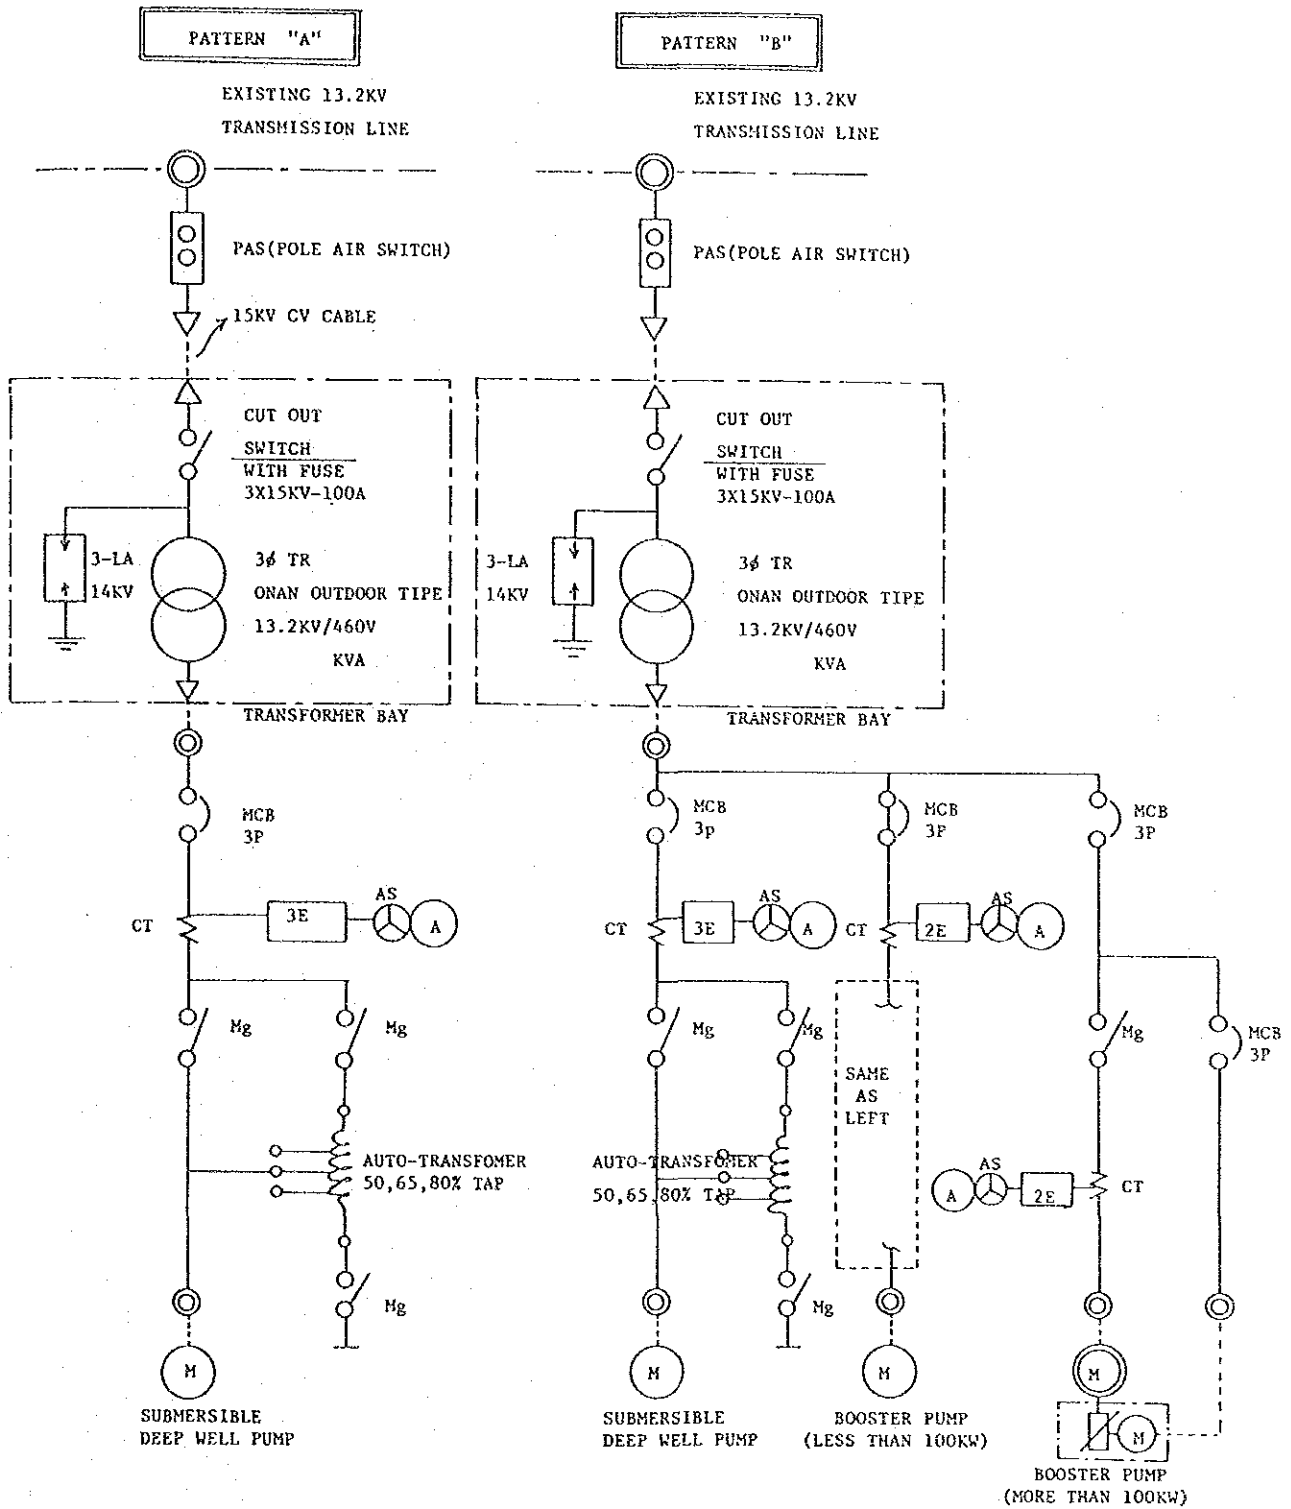 PATTERN "A"
EXISTING 13.2KV
TRANSMISSION LINE
PAS(POLE AIR SWITCH)
15KV CV CABLE
CUT OUT
SWITCH
WITH FUSE
3X15KV-100A
3-LA
14KV
3ø TR
ONAN OUTDOOR TIPE
13.2KV/460V
KVA
TRANSFORMER BAY
MCB
3P
CT
3E
AS
A
Mg
Mg
AUTO-TRANSFOMER
50,65,80% TAP
Mg
M
SUBMERSIBLE
DEEP WELL PUMP
PATTERN "B"
EXISTING 13.2KV
TRANSMISSION LINE
PAS(POLE AIR SWITCH)
CUT OUT
SWITCH
WITH FUSE
3X15KV-100A
3-LA
14KV
3ø TR
ONAN OUTDOOR TIPE
13.2KV/460V
KVA
TRANSFORMER BAY
MCB
3p
CT
3E
AS
A
Mg
Mg
AUTO-TRANSFOMER
50,65,80% TAP
Mg
M
SUBMERSIBLE
DEEP WELL PUMP
MCB
3P
CT
2E
AS
A
SAME
AS
LEFT
M
BOOSTER PUMP
(LESS THAN 100KW)
MCB
3P
Mg
MCB
3P
A
AS
2E
CT
M
M
BOOSTER PUMP
(MORE THAN 100KW)